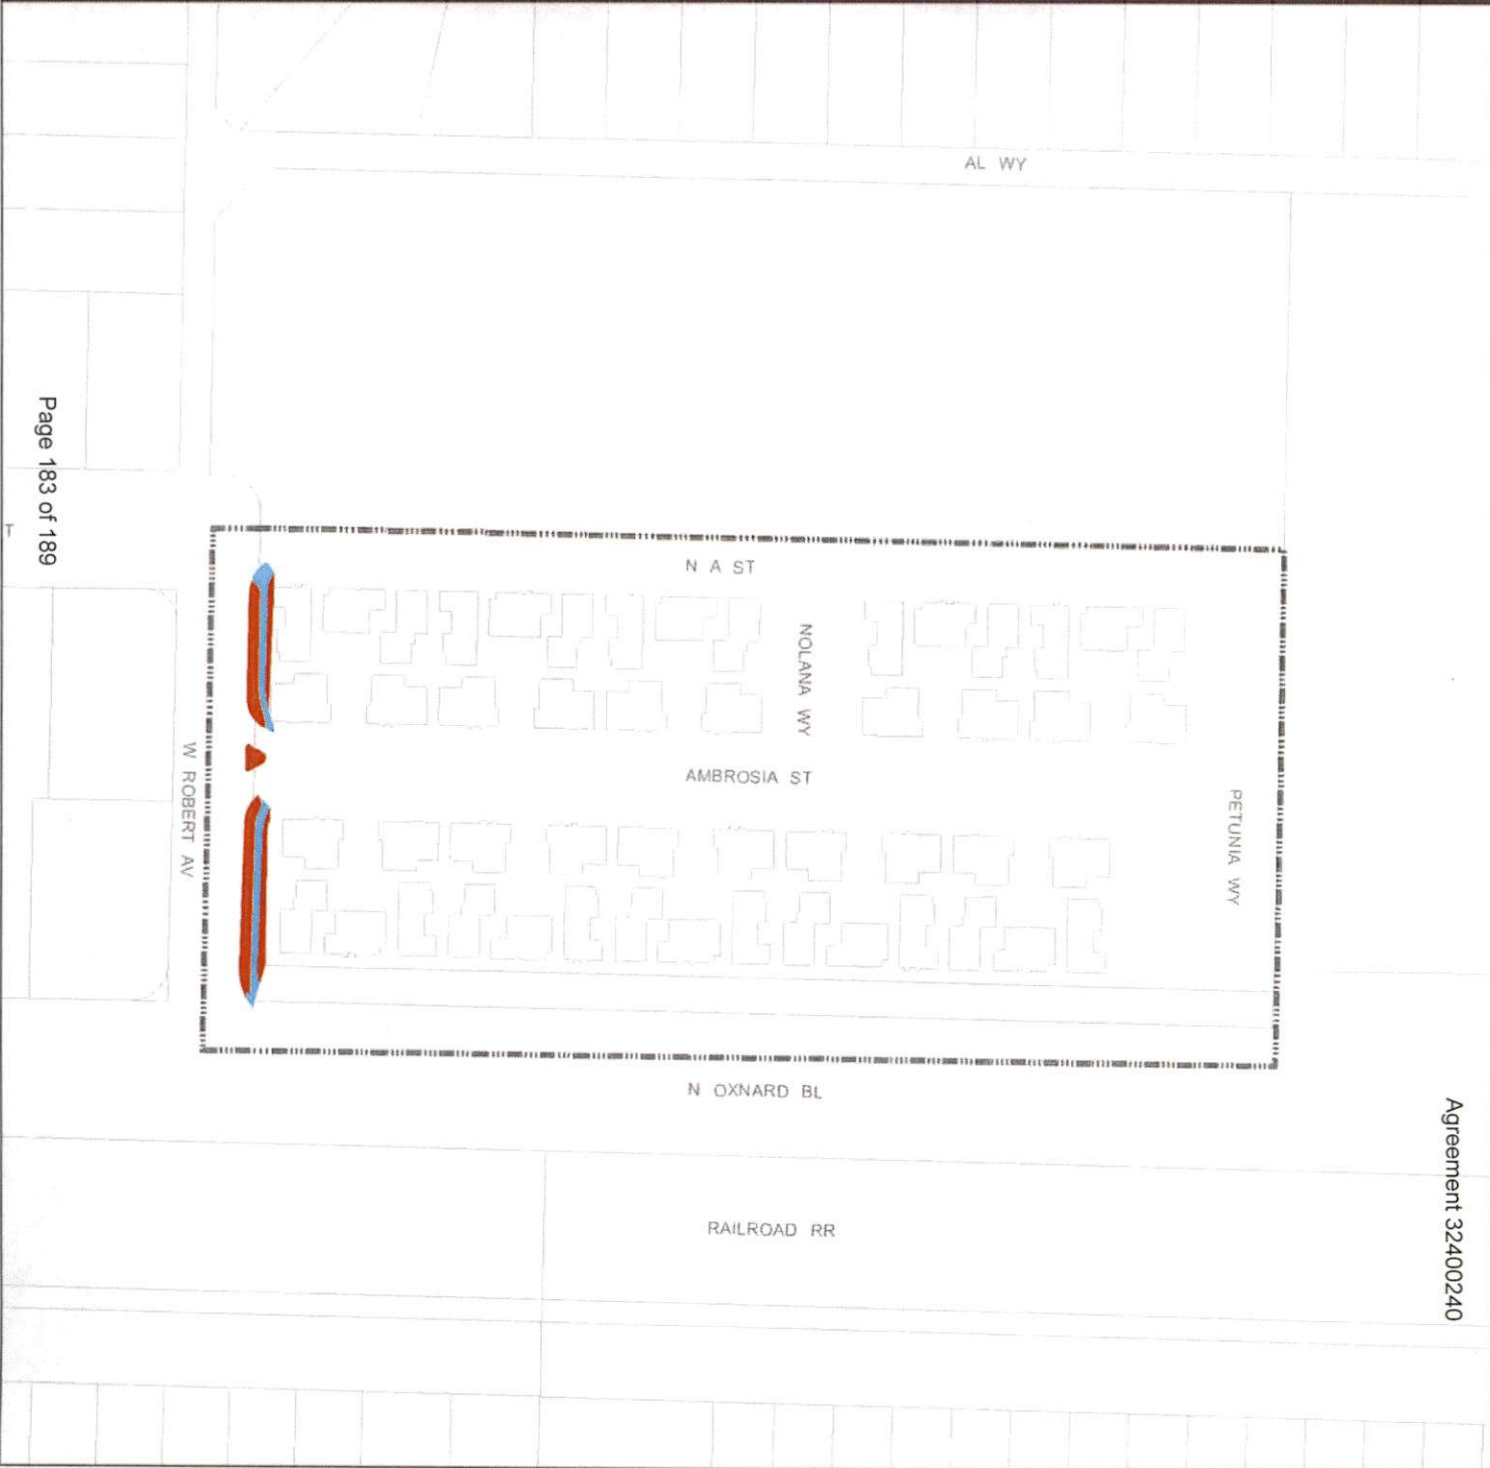 AL WY
Page 183 of 189
T
N A ST
NOLANA WY
W ROBERT AV
AMBROSIA ST
PETUNIA WY
N OXNARD BL
Agreement 32400240
RAILROAD RR